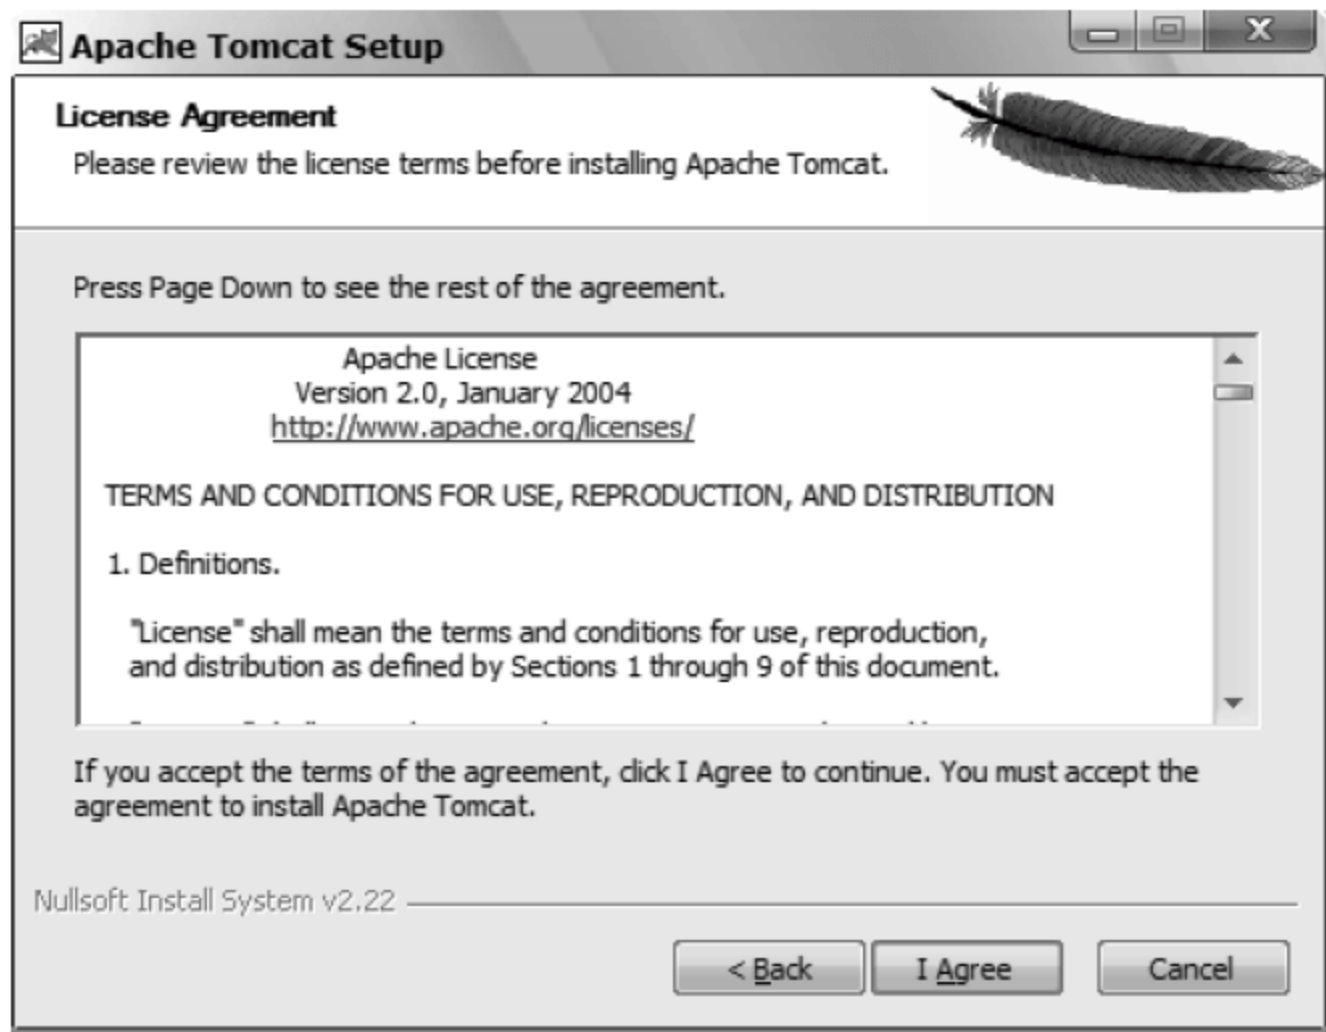 Apache Tomcat Setup
License Agreement
Please review the license terms before installing Apache Tomcat.
Press Page Down to see the rest of the agreement.
Apache License
Version 2.0, January 2004
http://www.apache.org/licenses/
TERMS AND CONDITIONS FOR USE, REPRODUCTION, AND DISTRIBUTION
1. Definitions.
"License" shall mean the terms and conditions for use, reproduction,
and distribution as defined by Sections 1 through 9 of this document.
If you accept the terms of the agreement, click I Agree to continue. You must accept the
agreement to install Apache Tomcat.
Nullsoft Install System v2.22
< Back
I Agree
Cancel